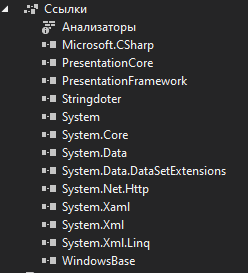 Ссылки
Анализаторы
Microsoft.CSharp
PresentationCore
PresentationFramework
Stringdoter
System
System.Core
System.Data
System.Data.DataSetExtensions
System.Net.Http
System.Xaml
System.Xml
System.Xml.Linq
WindowsBase